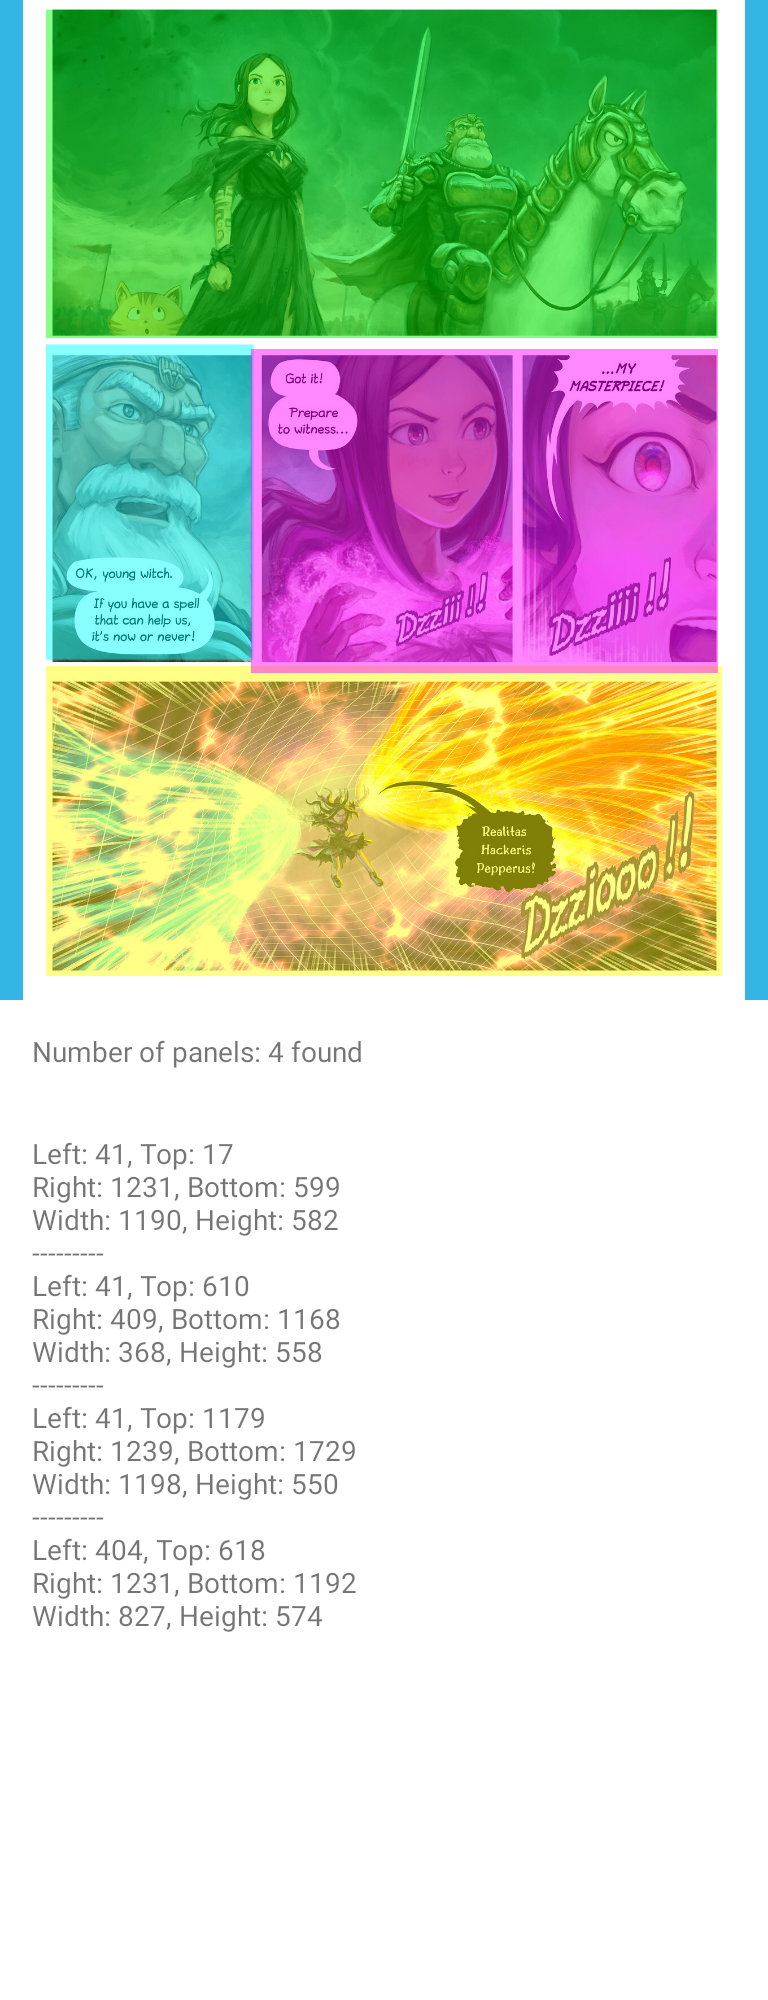 Got it!
Prepare
to witness...
...MY
MASTERPIECE!
OK, young witch.
If you have a spell
that can help us,
it's now or never!
Dzziii !!
Dzziiii !!
Realitas
Hackeris
Pepperus!
Dzziooo !!
Number of panels: 4 found
Left: 41, Top: 17
Right: 1231, Bottom: 599
Width: 1190, Height: 582
---------
Left: 41, Top: 610
Right: 409, Bottom: 1168
Width: 368, Height: 558
---------
Left: 41, Top: 1179
Right: 1239, Bottom: 1729
Width: 1198, Height: 550
---------
Left: 404, Top: 618
Right: 1231, Bottom: 1192
Width: 827, Height: 574